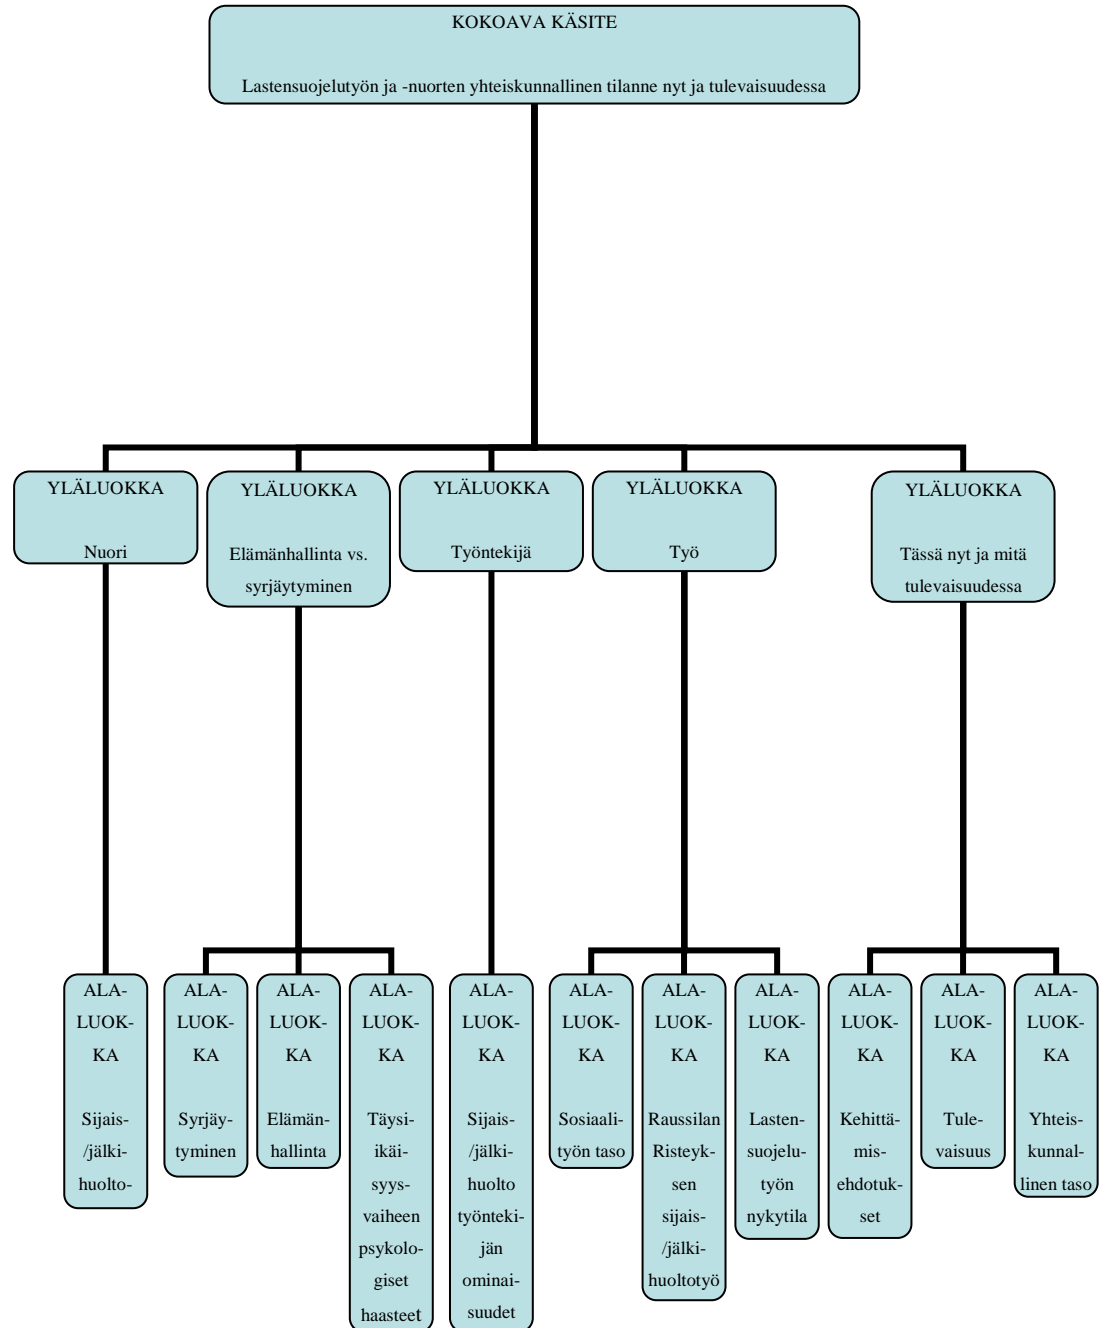 KOKOAVA KÄSITE
Lastensuojelutyön ja -nuorten yhteiskunnallinen tilanne nyt ja tulevaisuudessa
YLÄLUOKKA
Nuori
YLÄLUOKKA
Elämänhallinta vs.
syrjäytyminen
YLÄLUOKKA
Työntekijä
YLÄLUOKKA
Työ
YLÄLUOKKA
Tässä nyt ja mitä
tulevaisuudessa
ALA-
LUOK-
KA
Sijais-
/jälki-
huolto-
ALA-
LUOK-
KA
Syrjäy-
tyminen
ALA-
LUOK-
KA
Elämän-
hallinta
ALA-
LUOK-
KA
Täysi-
ikäi-
syys-
vaiheen
psykolo-
giset
haasteet
ALA-
LUOK-
KA
Sijais-
/jälki-
huolto
työnteki-
jän
ominai-
suudet
ALA-
LUOK-
KA
Sosiaali-
työn taso
ALA-
LUOK-
KA
Raussilan
Risteyk-
sen
sijais-
/jälki-
huoltotyö
ALA-
LUOK-
KA
Lasten-
suojelu-
työn
nykytila
ALA-
LUOK-
KA
Kehittä-
mis-
ehdotuk-
set
ALA-
LUOK-
KA
Tule-
vaisuus
ALA-
LUOK-
KA
Yhteis-
kunnal-
linen taso